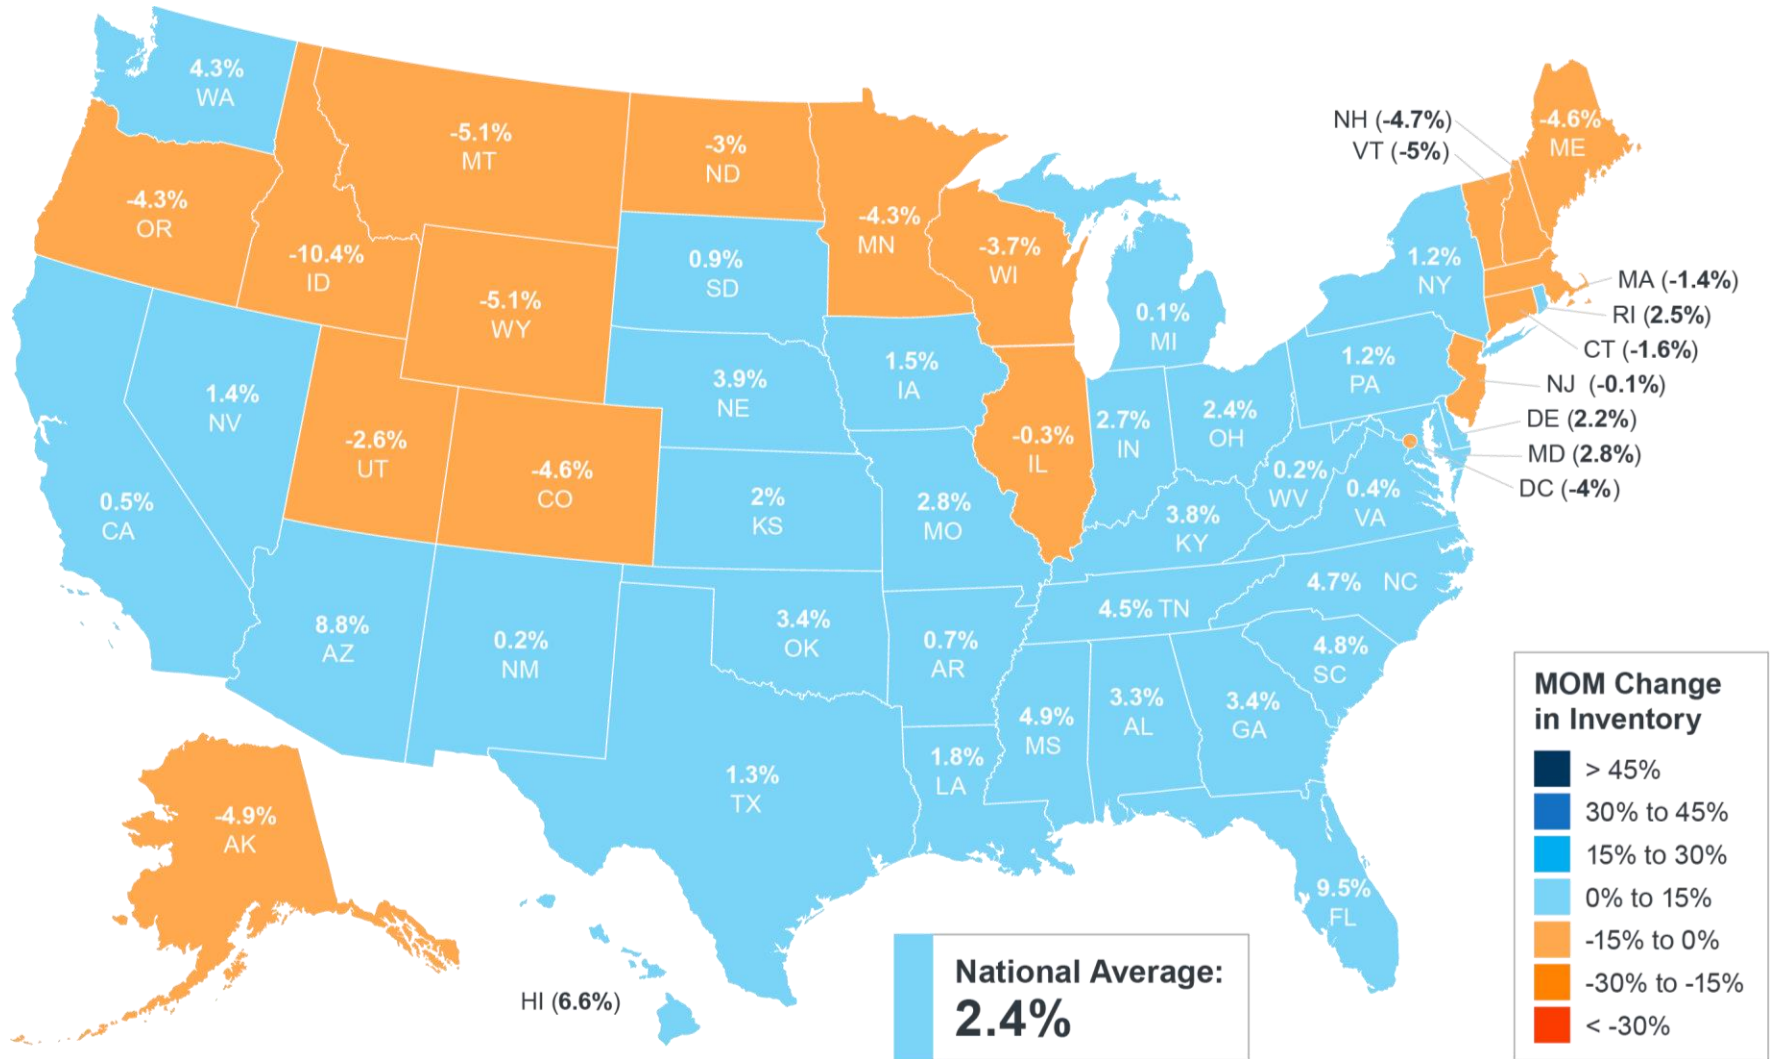 4.3%
WA
-5.1%
MT
-3%
ND
-4.3%
MN
-4.3%
OR
-10.4%
ID
-5.1%
WY
0.9%
SD
-3.7%
WI
0.1%
MI
NH (-4.7%)
VT (-5%)
-4.6%
ME
1.2%
NY
MA (-1.4%)
RI (2.5%)
CT (-1.6%)
NJ (-0.1%)
DE (2.2%)
MD (2.8%)
DC (-4%)
1.4%
NV
-2.6%
UT
-4.6%
CO
3.9%
NE
1.5%
IA
-0.3%
IL
2.7%
IN
2.4%
OH
1.2%
PA
0.5%
CA
2%
KS
2.8%
MO
3.8%
KY
0.2%
WV
0.4%
VA
8.8%
AZ
0.2%
NM
3.4%
OK
0.7%
AR
4.5% TN
4.7% NC
4.8%
SC
1.3%
TX
1.8%
LA
4.9%
MS
3.3%
AL
3.4%
GA
9.5%
FL
-4.9%
AK
HI (6.6%)
National Average:
2.4%
MOM Change
in Inventory
> 45%
30% to 45%
15% to 30%
0% to 15%
-15% to 0%
-30% to -15%
< -30%